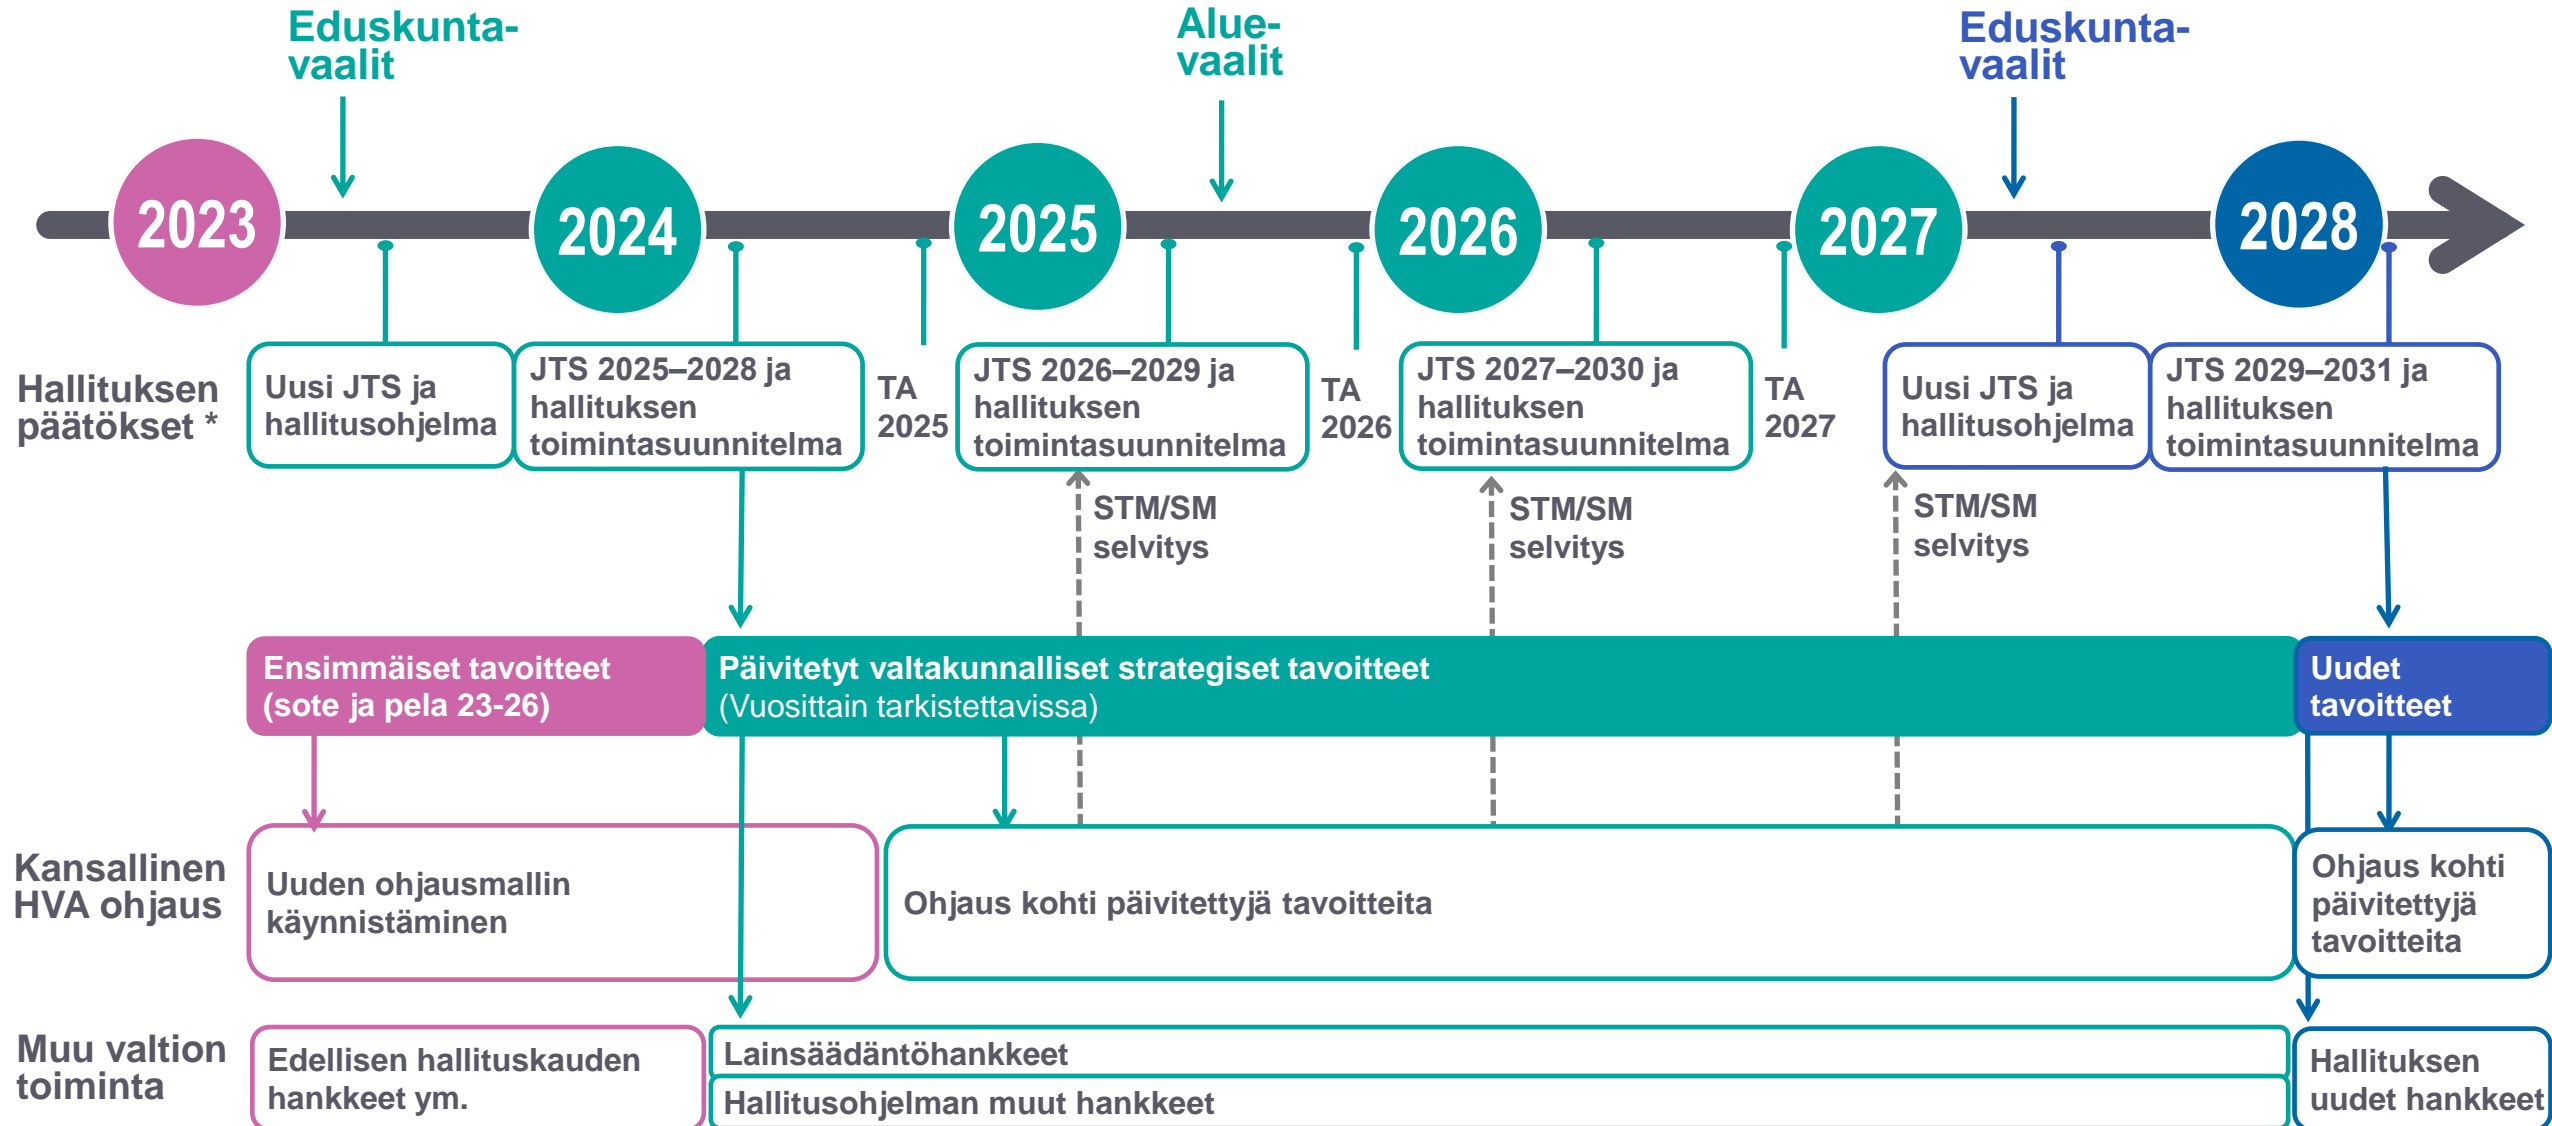 Eduskunta-
vaalit
Alue-
vaalit
Eduskunta-
vaalit
2023
2024
2025
2026
2027
2028
Hallituksen
päätökset *
Uusi JTS ja
hallitusohjelma
JTS 2025–2028 ja
hallituksen
toimintasuunnitelma
TA
2025
JTS 2026–2029 ja
hallituksen
toimintasuunnitelma
TA
2026
JTS 2027–2030 ja
hallituksen
toimintasuunnitelma
TA
2027
Uusi JTS ja
hallitusohjelma
JTS 2029–2031 ja
hallituksen
toimintasuunnitelma
STM/SM
selvitys
STM/SM
selvitys
STM/SM
selvitys
Ensimmäiset tavoitteet
(sote ja pela 23-26)
Päivitetyt valtakunnalliset strategiset tavoitteet
(Vuosittain tarkistettavissa)
Uudet
tavoitteet
Kansallinen
HVA ohjaus
Uuden ohjausmallin
käynnistäminen
Ohjaus kohti päivitettyjä tavoitteita
Ohjaus kohti
päivitettyjä
tavoitteita
Muu valtion
toiminta
Edellisen hallituskauden
hankkeet ym.
Lainsäädäntöhankkeet
Hallitusohjelman muut hankkeet
Hallituksen
uudet hankkeet